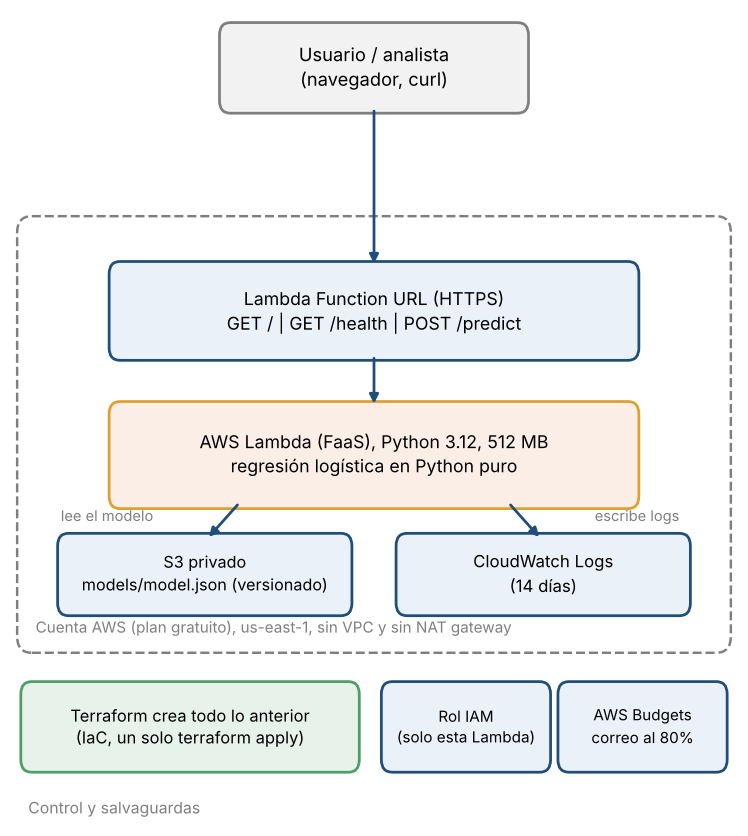 Usuario / analista
(navegador, curl)
Lambda Function URL (HTTPS)
GET / | GET /health | POST /predict
AWS Lambda (FaaS), Python 3.12, 512 MB
regresión logística en Python puro
lee el modelo
escribe logs
S3 privado
models/model.json (versionado)
CloudWatch Logs
(14 días)
Cuenta AWS (plan gratuito), us-east-1, sin VPC y sin NAT gateway
Terraform crea todo lo anterior
(IaC, un solo terraform apply)
Rol IAM
(solo esta Lambda)
AWS Budgets
correo al 80%
Control y salvaguardas